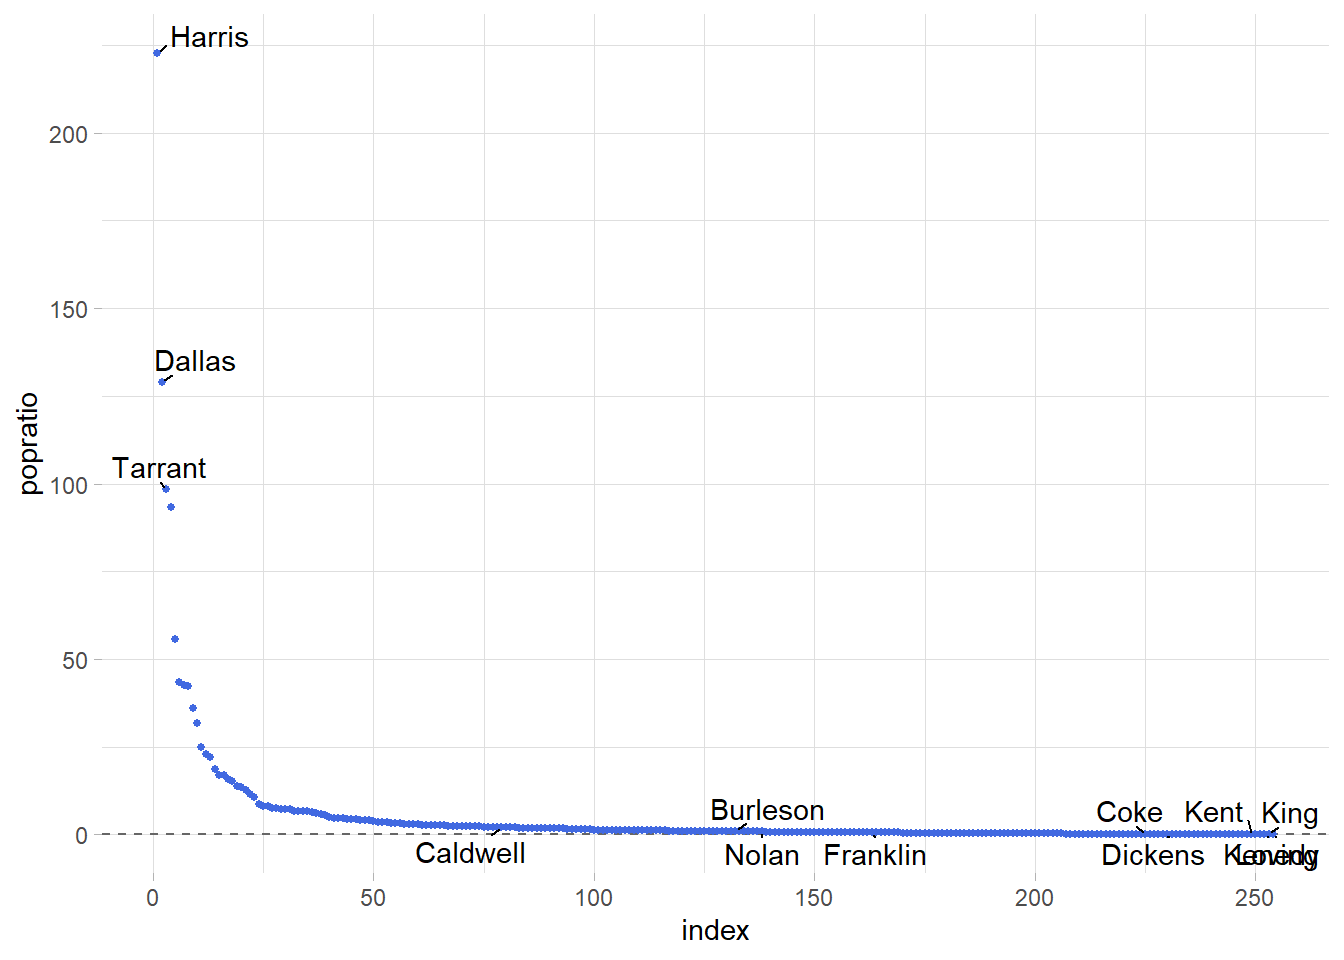 Harris
200
150
Dallas
Tarrant
100
50
Burleson
Coke
Kent
King
0
Caldwell
Nolan
Franklin
Dickens
Kenedy
Loving
0
50
100
150
200
250
index
popratio